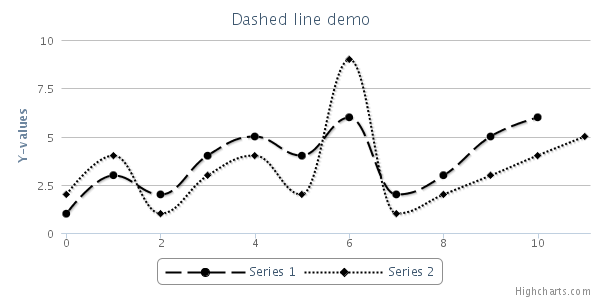 Dashed line demo
10
7.5
5
2.5
0
Y-values
0 2 4 6 8 10
Series 1 Series 2
Highcharts.com